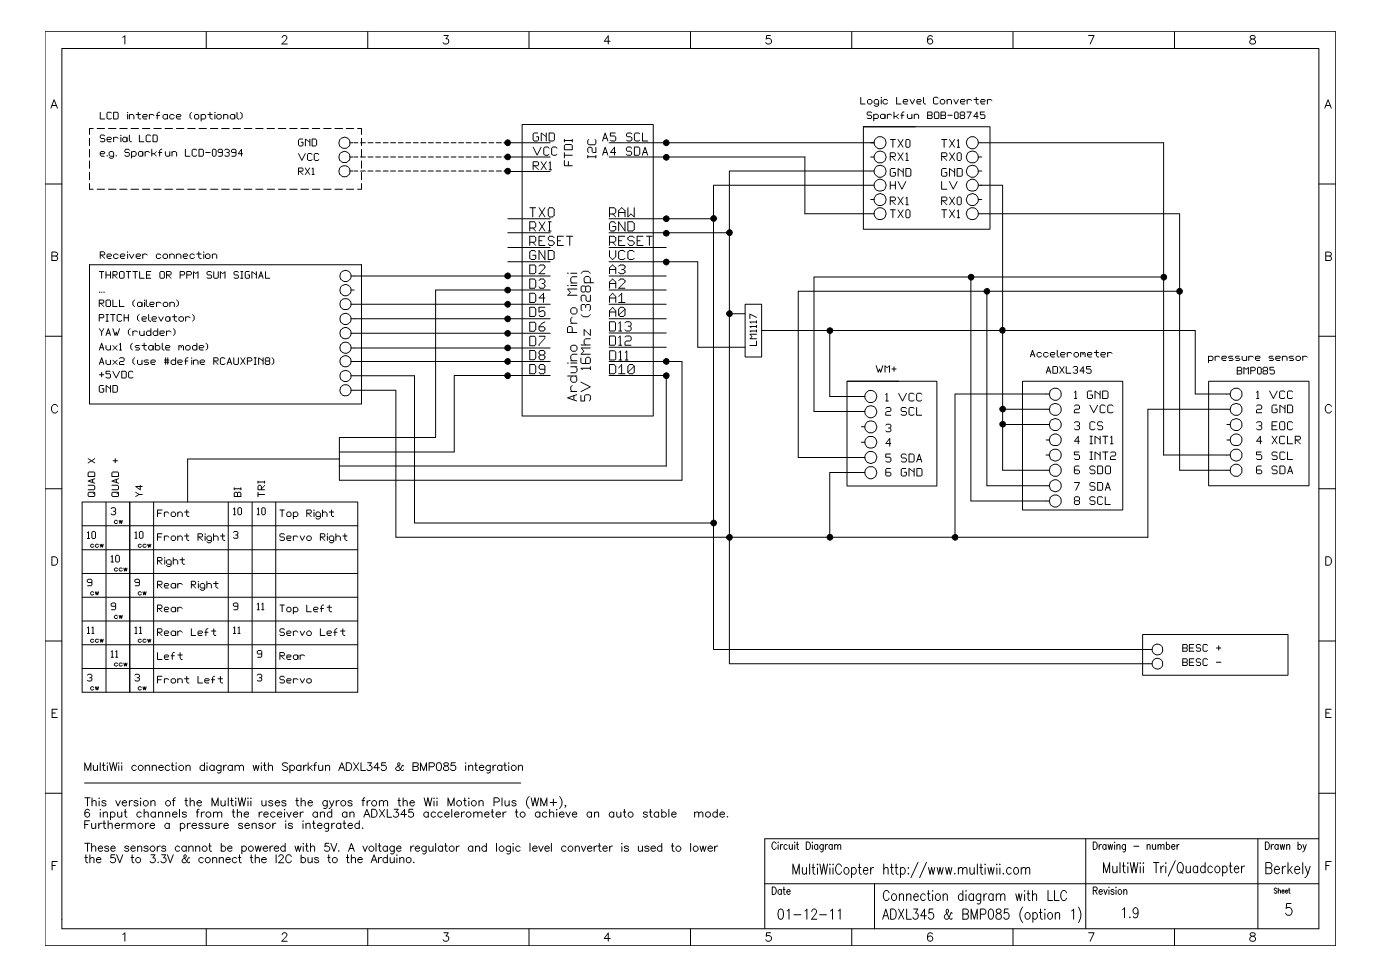 1 2 3 4 5 6 7 8
A A
B B
C C
D D
E E
F F
LCD interface (optional)
Serial LCD
e.g. Sparkfun LCD-09394
GND
VCC
RX1
Receiver connection
THROTTLE OR PPM SUM SIGNAL
...
ROLL (aileron)
PITCH (elevator)
YAW (rudder)
Aux1 (stable mode)
Aux2 (use #define RCAUXPIN8)
+5VDC
GND
GND
VCC
RX1
FTDI
I2C
A5 SCL
A4 SDA
TX0
RXI
RESET
GND
D2
D3
D4
D5
D6
D7
D8
D9
RAW
GND
RESET
VCC
A3
A2
A1
A0
D13
D12
D11
D10
Arduino Pro Mini
5V 16Mhz (328p)
Logic Level Converter
Sparkfun BOB-08745
TX0 TX1
RX1 RX0
GND GND
HV LV
RX1 RX0
TX0 TX1
LM1117
WM+
1 VCC
2 SCL
3
4
5 SDA
6 GND
Accelerometer
ADXL345
1 GND
2 VCC
3 CS
4 INT1
5 INT2
6 SDO
7 SDA
8 SCL
pressure sensor
BMP085
1 VCC
2 GND
3 EOC
4 XCLR
5 SCL
6 SDA
BESC +
BESC -
QUAD X QUAD + Y4 BI TRI
3 CW Front 10 10 Top Right
10 CCW 10 CCW Front Right 3 Servo Right
10 CCW Right
9 CW 9 CW Rear Right
9 CW Rear 9 11 Top Left
11 CCW 11 CCW Rear Left 11 Servo Left
11 CCW Left 9 Rear
3 CW 3 CW Front Left 3 Servo
MultiWii connection diagram with Sparkfun ADXL345 & BMP085 integration
This version of the MultiWii uses the gyros from the Wii Motion Plus (WM+),
6 input channels from the receiver and an ADXL345 accelerometer to achieve an auto stable mode.
Furthermore a pressure sensor is integrated.
These sensors cannot be powered with 5V. A voltage regulator and logic level converter is used to lower
the 5V to 3.3V & connect the I2C bus to the Arduino.
Circuit Diagram
MultiWiiCopter http://www.multiwii.com
Drawing - number
MultiWii Tri/Quadcopter
Drawn by
Berkely
Date
01-12-11
Connection diagram with LLC
ADXL345 & BMP085 (option 1)
Revision
1.9
Sheet
5
1 2 3 4 5 6 7 8